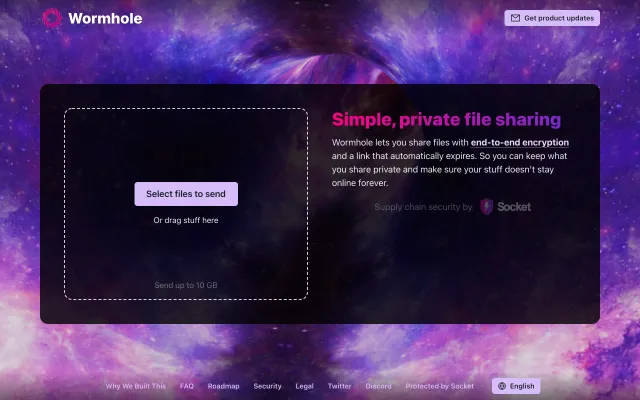 Wormhole
Get product updates
Select files to send
Or drag stuff here
Send up to 10 GB
Simple, private file sharing
Wormhole lets you share files with end-to-end encryption
and a link that automatically expires. So you can keep what
you share private and make sure your stuff doesn't stay
online forever.
Supply chain security by Socket
Why We Built This FAQ Roadmap Security Legal Twitter Discord Protected by Socket English